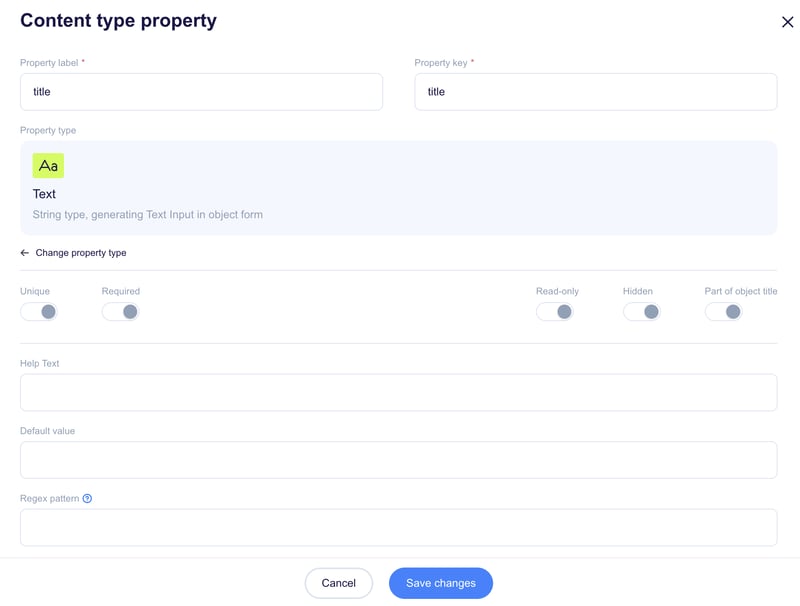 Content type property
Property label *
Property key *
title
title
Property type
Aa
Text
String type, generating Text Input in object form
Change property type
Unique
Required
Read-only
Hidden
Part of object title
Help Text
Default value
Regex pattern
Cancel
Save changes